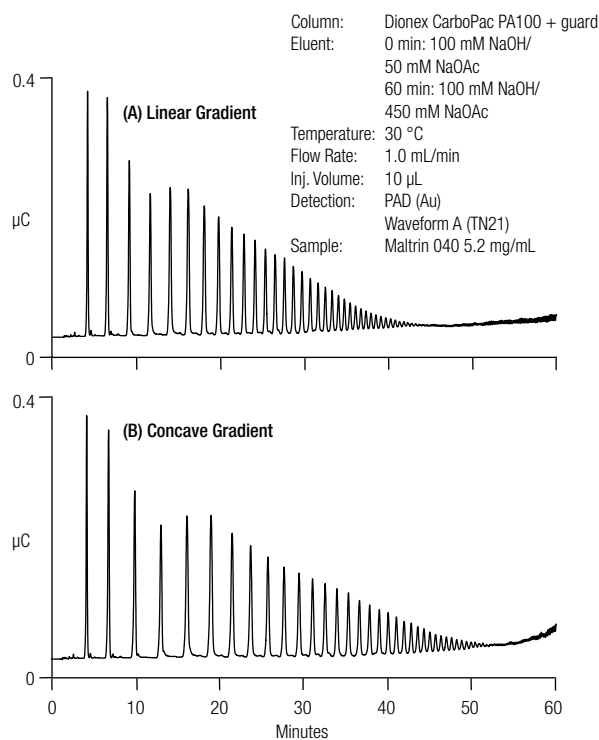 Column: Dionex CarboPac PA100 + guard
Eluent: 0 min: 100 mM NaOH/
50 mM NaOAc
60 min: 100 mM NaOH/
450 mM NaOAc
Temperature: 30 °C
Flow Rate: 1.0 mL/min
Inj. Volume: 10 µL
Detection: PAD (Au)
Waveform A (TN21)
Sample: Maltrin 040 5.2 mg/mL
0.4
(A) Linear Gradient
µC
0
0.4
(B) Concave Gradient
µC
0
0 10 20 30 40 50 60
Minutes